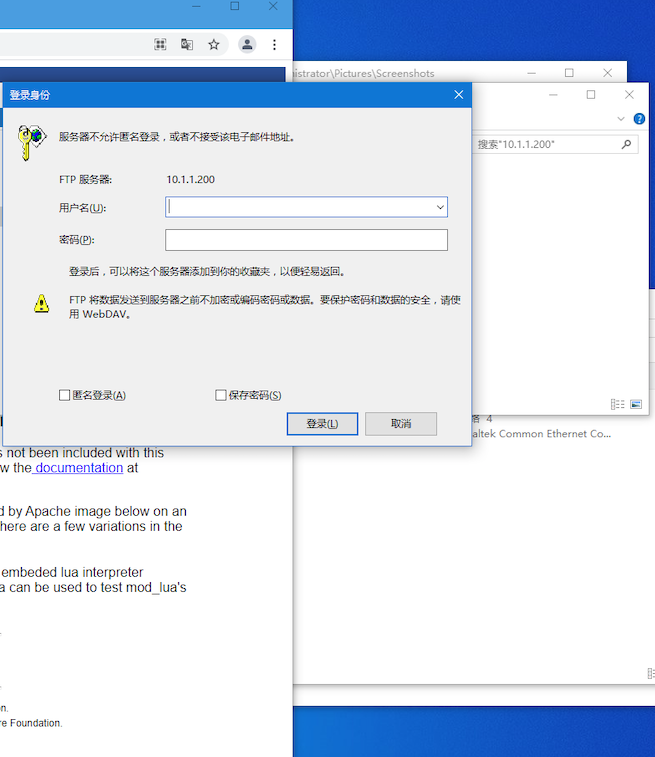 istrator\Pictures\Screenshots
登录身份
搜索"10.1.1.200"
服务器不允许匿名登录，或者不接受该电子邮件地址。
FTP 服务器:
10.1.1.200
用户名(U):
密码(P):
登录后，可以将这个服务器添加到你的收藏夹，以便轻易返回。
FTP 将数据发送到服务器之前不加密或编码密码或数据。要保护密码和数据的安全，请使
用 WebDAV。
匿名登录(A)
保存密码(S)
登录(L)
取消
络 4
altek Common Ethernet Co...
s not been included with this
w the documentation at
d by Apache image below on an
here are a few variations in the
embeded lua interpreter
a can be used to test mod_lua's
on.
re Foundation.